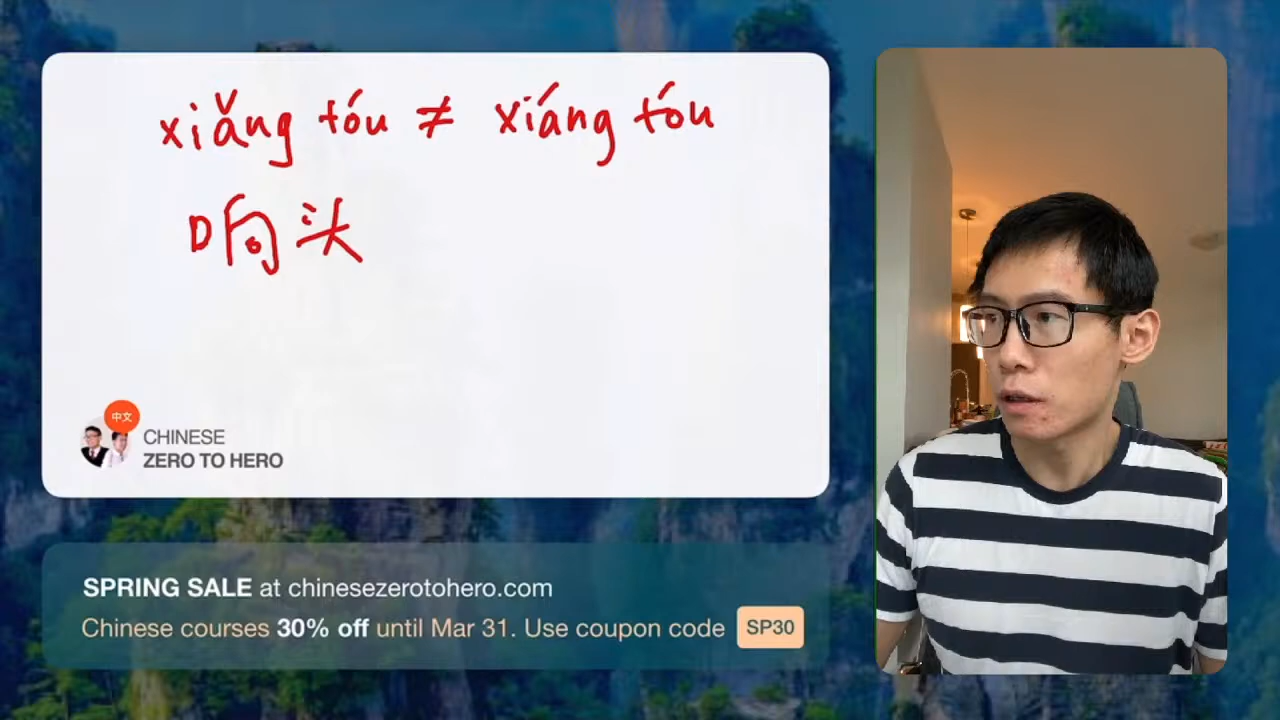 xiǎng tóu ≠ xiáng tóu
响头
中文
CHINESE
ZERO TO HERO
SPRING SALE at chinesezerotohero.com
Chinese courses 30% off until Mar 31. Use coupon code SP30